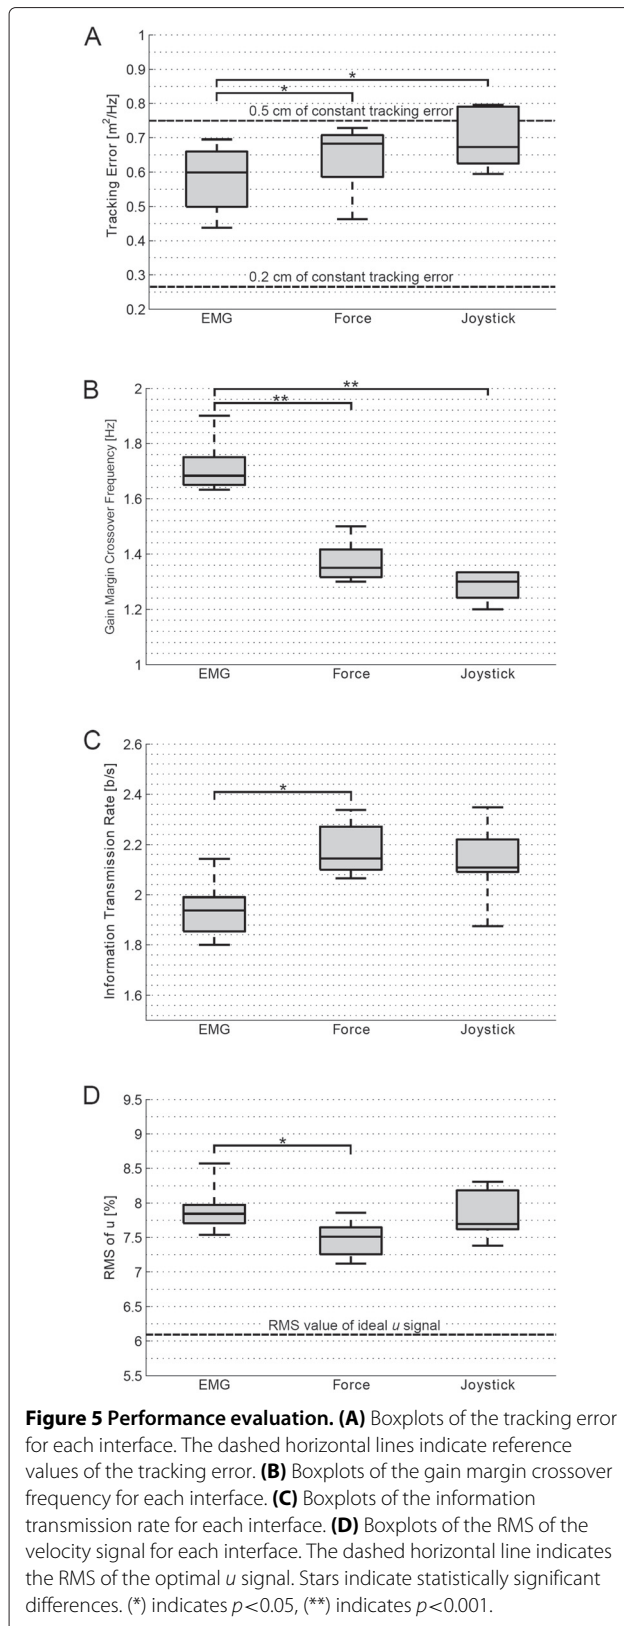 A
Tracking Error [m²/Hz]
1
0.9
0.8
0.7
0.6
0.5
0.4
0.3
0.2
*
*
0.5 cm of constant tracking error
0.2 cm of constant tracking error
EMG Force Joystick
B
Gain Margin Crossover Frequency [Hz]
2
1.8
1.6
1.4
1.2
1
**
**
EMG Force Joystick
C
Information Transmission Rate [b/s]
2.6
2.4
2.2
2
1.8
1.6
*
EMG Force Joystick
D
RMS of u [%]
9.5
9
8.5
8
7.5
7
6.5
6
5.5
*
RMS value of ideal u signal
EMG Force Joystick
Figure 5 Performance evaluation. (A) Boxplots of the tracking error
for each interface. The dashed horizontal lines indicate reference
values of the tracking error. (B) Boxplots of the gain margin crossover
frequency for each interface. (C) Boxplots of the information
transmission rate for each interface. (D) Boxplots of the RMS of the
velocity signal for each interface. The dashed horizontal line indicates
the RMS of the optimal u signal. Stars indicate statistically significant
differences. (*) indicates p<0.05, (**) indicates p<0.001.